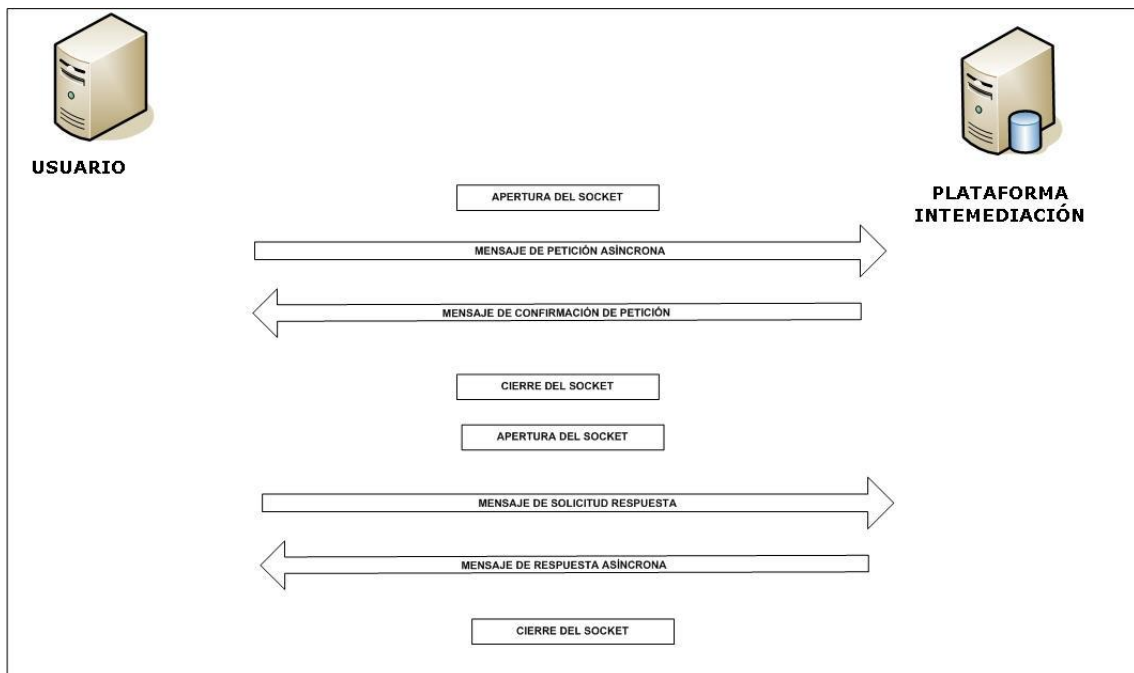 USUARIO
PLATAFORMA
INTEMEDIACIÓN
APERTURA DEL SOCKET
MENSAJE DE PETICIÓN ASÍNCRONA
MENSAJE DE CONFIRMACIÓN DE PETICIÓN
CIERRE DEL SOCKET
APERTURA DEL SOCKET
MENSAJE DE SOLICITUD RESPUESTA
MENSAJE DE RESPUESTA ASÍNCRONA
CIERRE DEL SOCKET